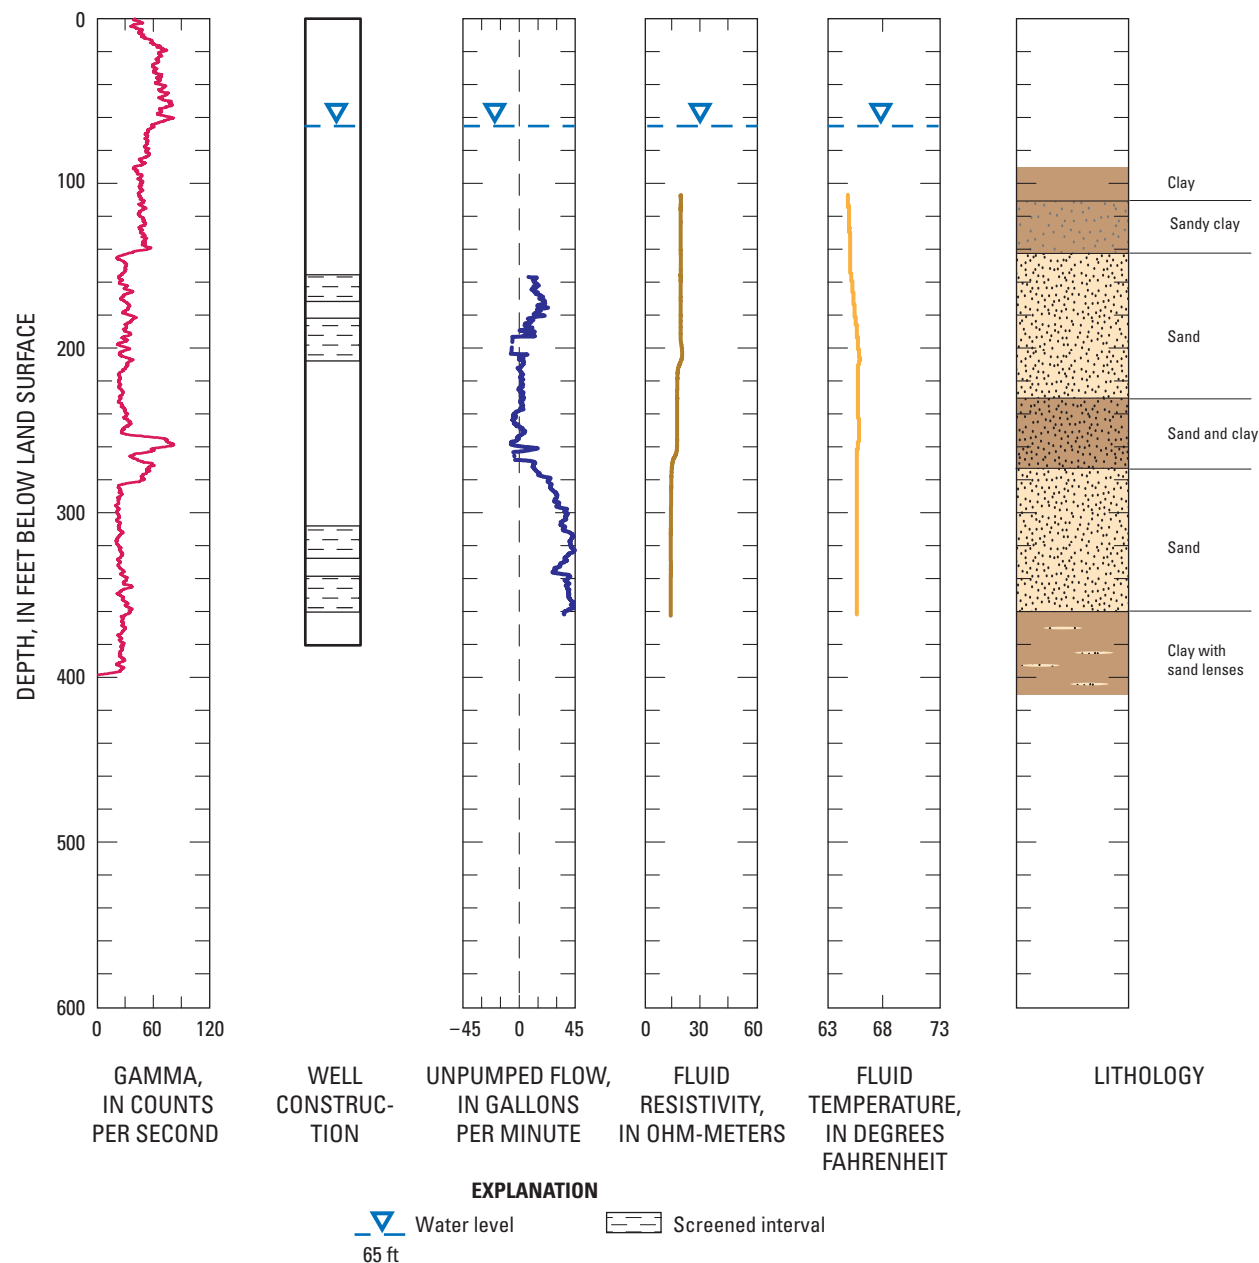 DEPTH, IN FEET BELOW LAND SURFACE
0
100
200
300
400
500
600
0 60 120
−45 0 45
0 30 60
63 68 73
Clay
Sandy clay
Sand
Sand and clay
Sand
Clay with
sand lenses
GAMMA,
IN COUNTS
PER SECOND
WELL
CONSTRUC-
TION
UNPUMPED FLOW,
IN GALLONS
PER MINUTE
FLUID
RESISTIVITY,
IN OHM-METERS
FLUID
TEMPERATURE,
IN DEGREES
FAHRENHEIT
LITHOLOGY
EXPLANATION
Water level
65 ft
Screened interval